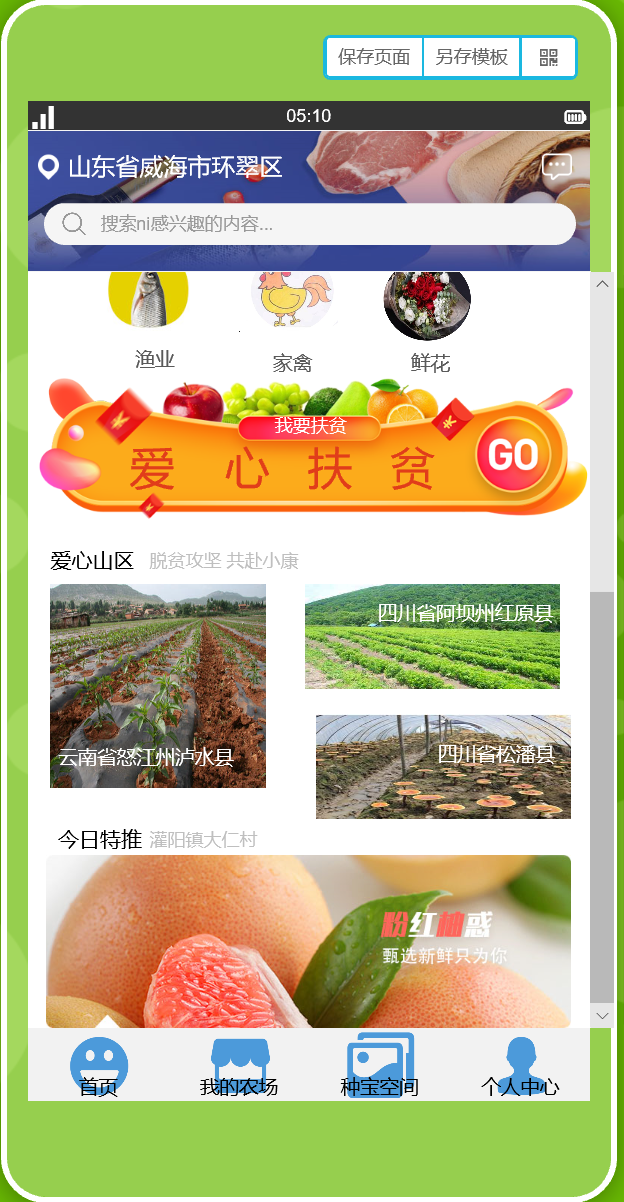 保存页面 另存模板
05:10
山东省威海市环翠区
搜索ni感兴趣的内容...
渔业 家禽 鲜花
我要扶贫
爱心扶贫 GO
爱心山区 脱贫攻坚 共赴小康
四川省阿坝州红原县
云南省怒江州泸水县
四川省松潘县
今日特推 灌阳镇大仁村
粉红柚惑
甄选新鲜只为你
首页 我的农场 种宝空间 个人中心